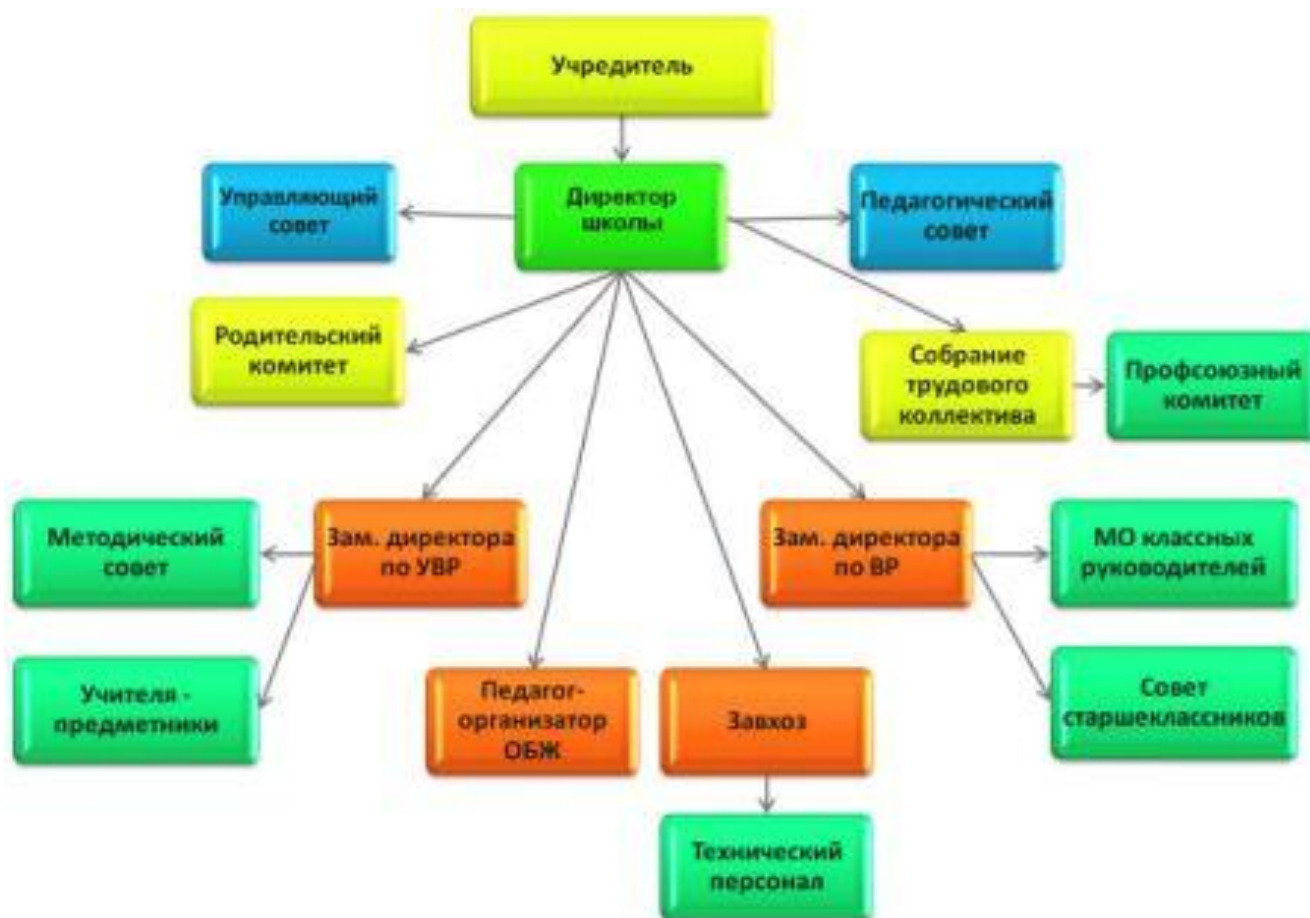 Учредитель
Управляющий
совет
Директор
школы
Педагогический
совет
Родительский
комитет
Собрание
трудового
коллектива
Профсоюзный
комитет
Методический
совет
Зам. директора
по УВР
Зам. директора
по ВР
МО классных
руководителей
Учителя -
предметники
Педагог-
организатор
ОБЖ
Завхоз
Совет
старшеклассников
Технический
персонал